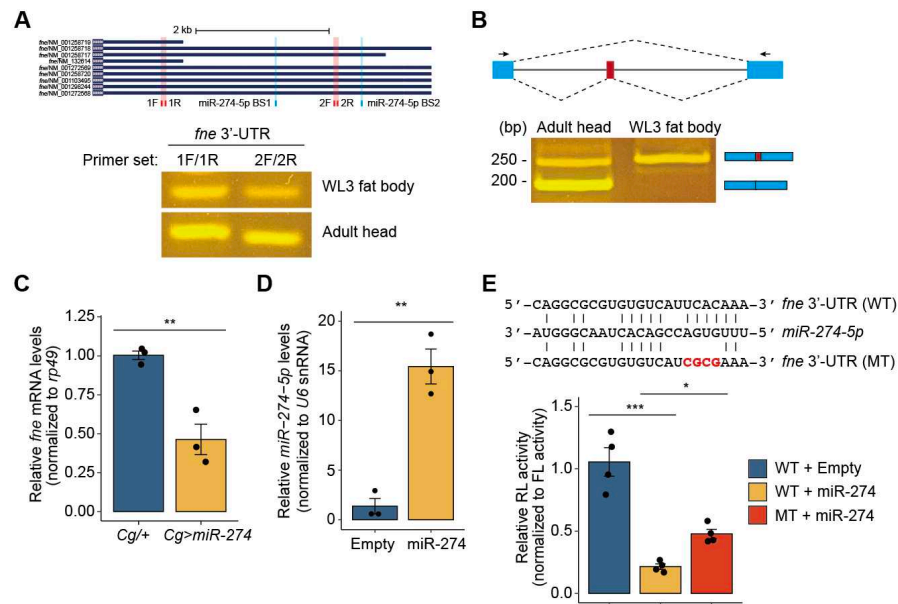 A
2 kb
fne/NM_001258719
fne/NM_001258718
fne/NM_001258717
fne/NM_132614
fne/NM_001272569
fne/NM_001258720
fne/NM_001103495
fne/NM_001298244
fne/NM_001272568
1F 1R miR-274-5p BS1 2F 2R miR-274-5p BS2
fne 3'-UTR
Primer set: 1F/1R 2F/2R
WL3 fat body
Adult head
B
(bp) Adult head WL3 fat body
250
200
C
Relative fne mRNA levels
(normalized to rp49)
**
1.00
0.75
0.50
0.25
0.00
Cg/+ Cg>miR-274
D
Relative miR−274−5p levels
(normalized to U6 snRNA)
**
20
15
10
5
0
Empty miR-274
E
5′-CAGGCGCGUGUGUCAUUCACAAA-3′ fne 3'-UTR (WT)
3′-AUGGGCAAUCACAGCCAGUGUUU-5′ miR-274-5p
5′-CAGGCGCGUGUGUCAUCGCGAAA-3′ fne 3'-UTR (MT)
Relative RL activity
(normalized to FL activity)
***
*
1.5
1.0
0.5
0.0
WT + Empty
WT + miR-274
MT + miR-274